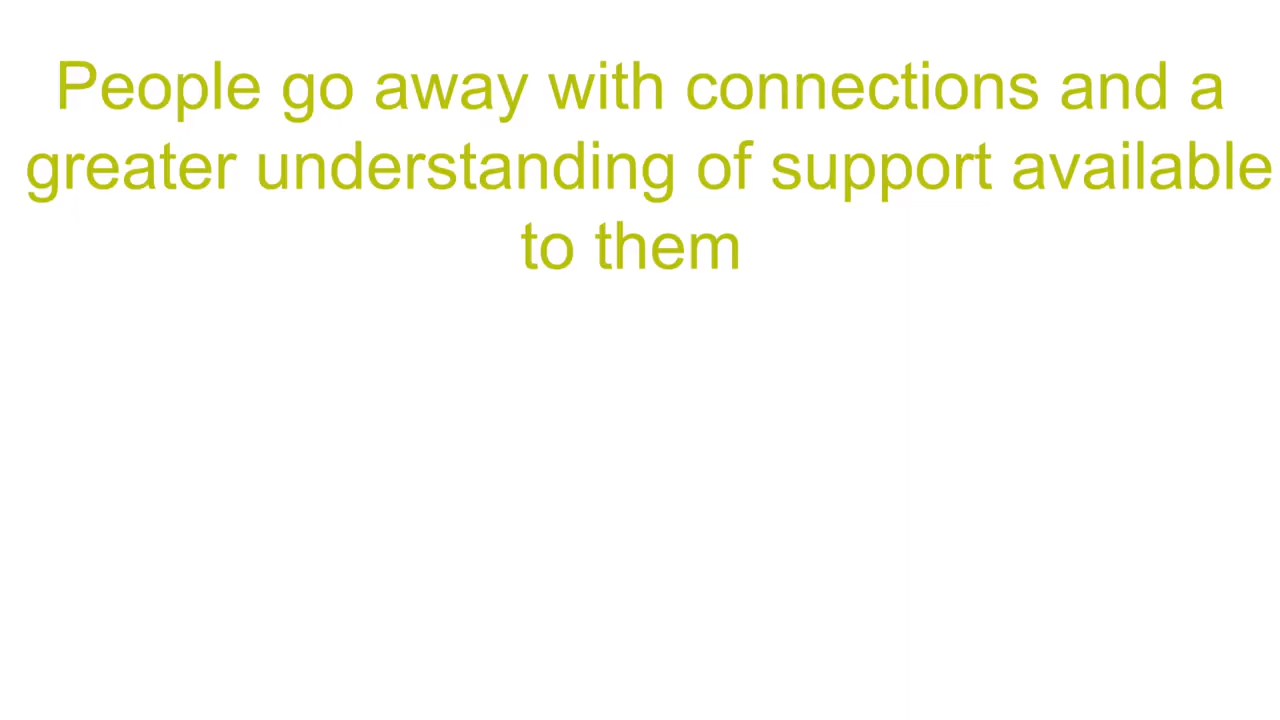 People go away with connections and a
greater understanding of support available
to them